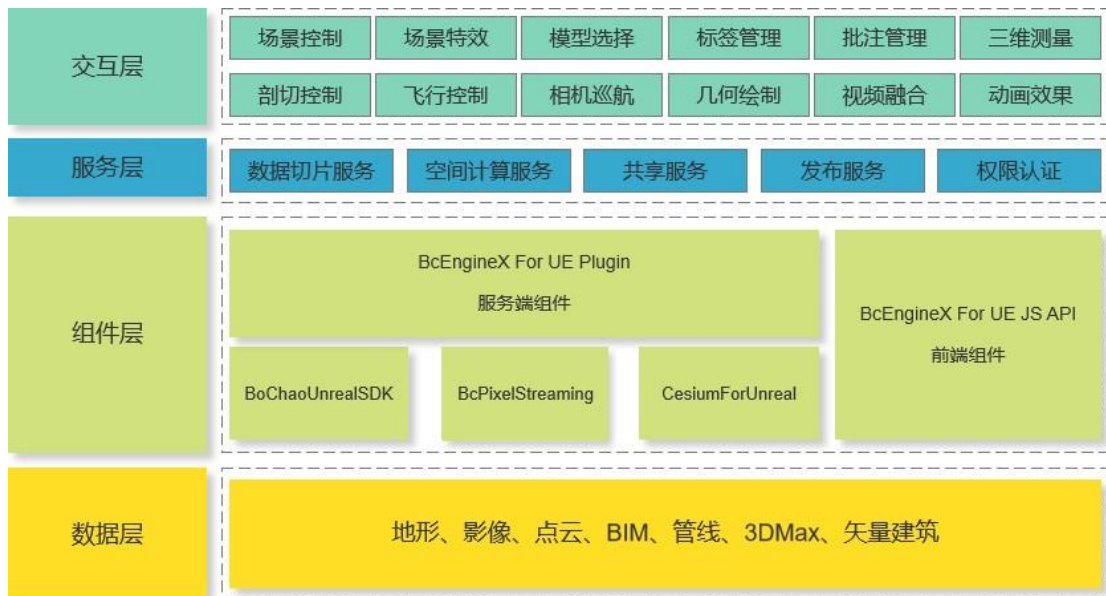 交互层
场景控制
场景特效
模型选择
标签管理
批注管理
三维测量
剖切控制
飞行控制
相机巡航
几何绘制
视频融合
动画效果
服务层
数据切片服务
空间计算服务
共享服务
发布服务
权限认证
组件层
BcEngineX For UE Plugin
服务端组件
BoChaoUnrealSDK
BcPixelStreaming
CesiumForUnreal
BcEngineX For UE JS API
前端组件
数据层
地形、影像、点云、BIM、管线、3DMax、矢量建筑